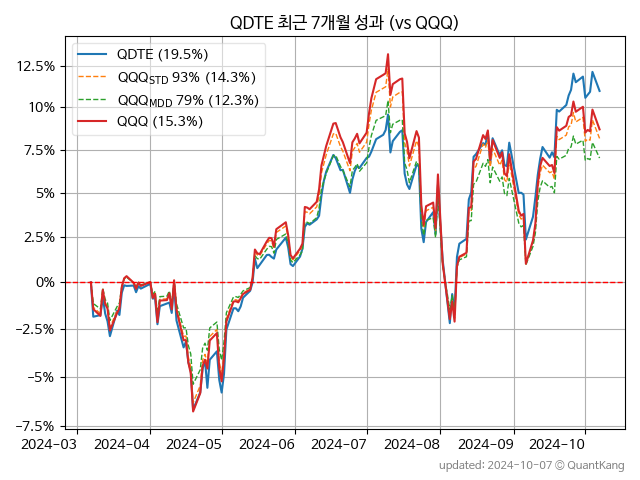 QDTE 최근 7개월 성과 (vs QQQ)
QDTE (19.5%)
QQQSTD 93% (14.3%)
QQQMDD 79% (12.3%)
QQQ (15.3%)
12.5%
10%
7.5%
5%
2.5%
0%
−2.5%
−5%
−7.5%
2024-03 2024-04 2024-05 2024-06 2024-07 2024-08 2024-09 2024-10
updated: 2024-10-07 © QuantKang